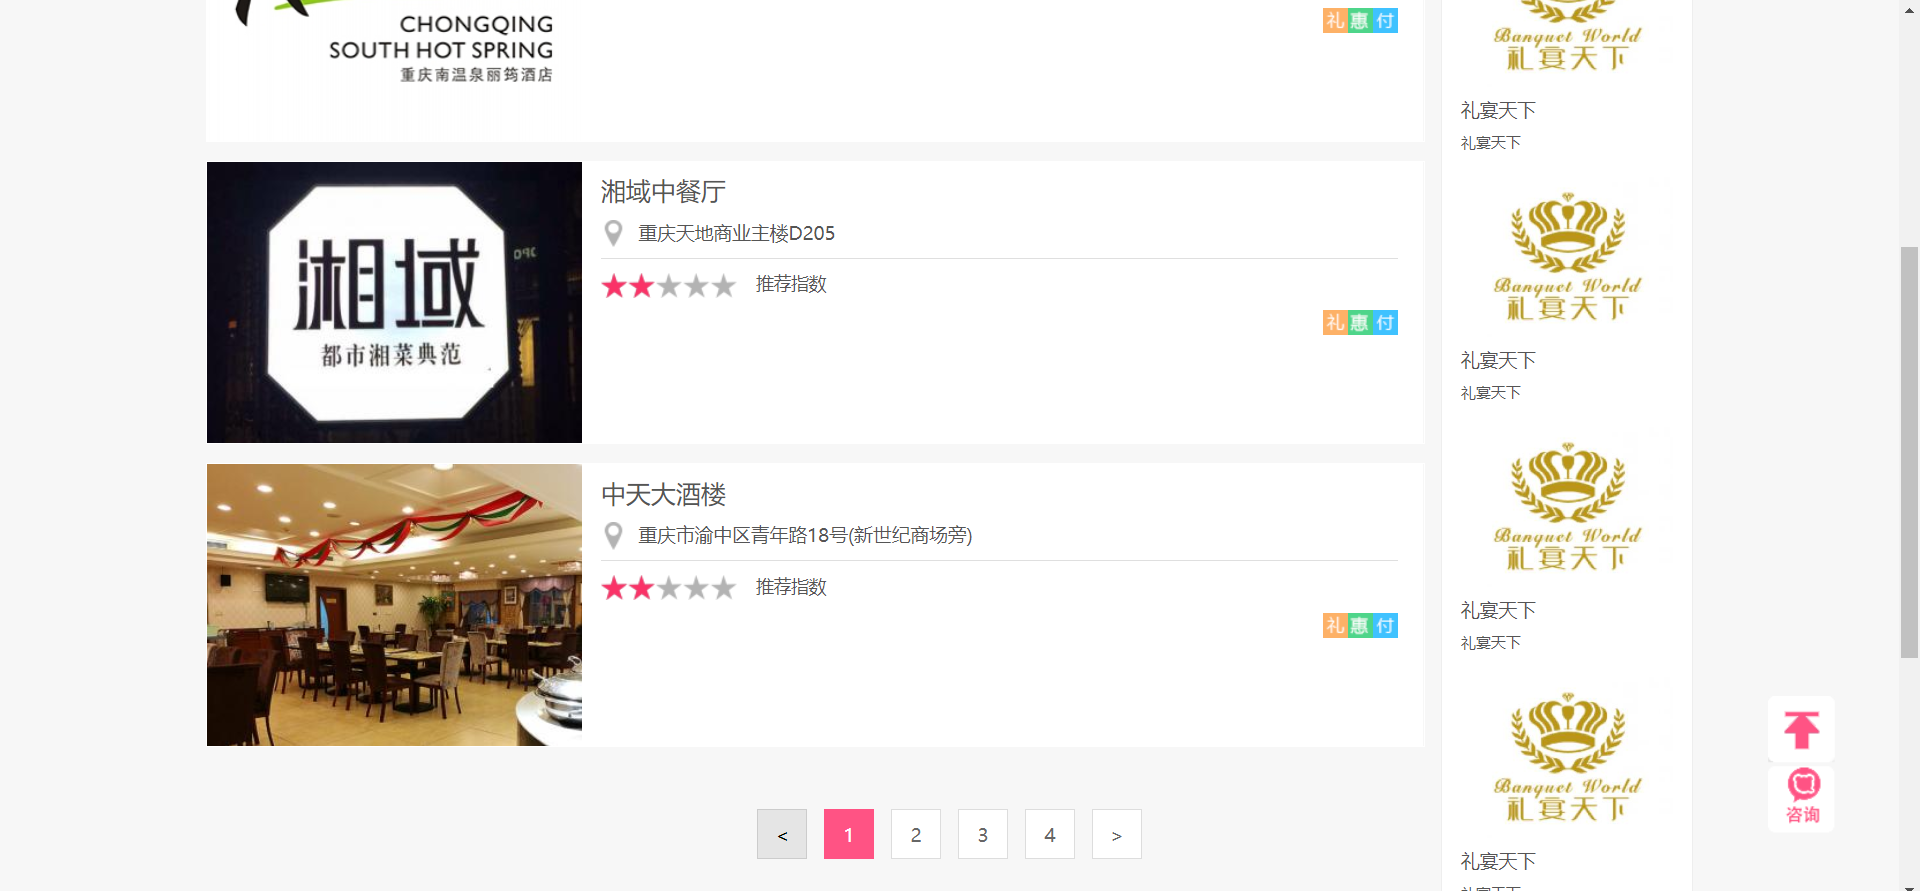 CHONGQING
SOUTH HOT SPRING
重庆南温泉丽筠酒店
礼惠付
湘域
都市湘菜典范
湘域中餐厅
重庆天地商业主楼D205
推荐指数
礼惠付
中天大酒楼
重庆市渝中区青年路18号(新世纪商场旁)
推荐指数
礼惠付
< 1 2 3 4 >
Banquet World
礼宴天下
礼宴天下
礼宴天下
Banquet World
礼宴天下
礼宴天下
礼宴天下
Banquet World
礼宴天下
礼宴天下
礼宴天下
Banquet World
礼宴天下
礼宴天下
咨询